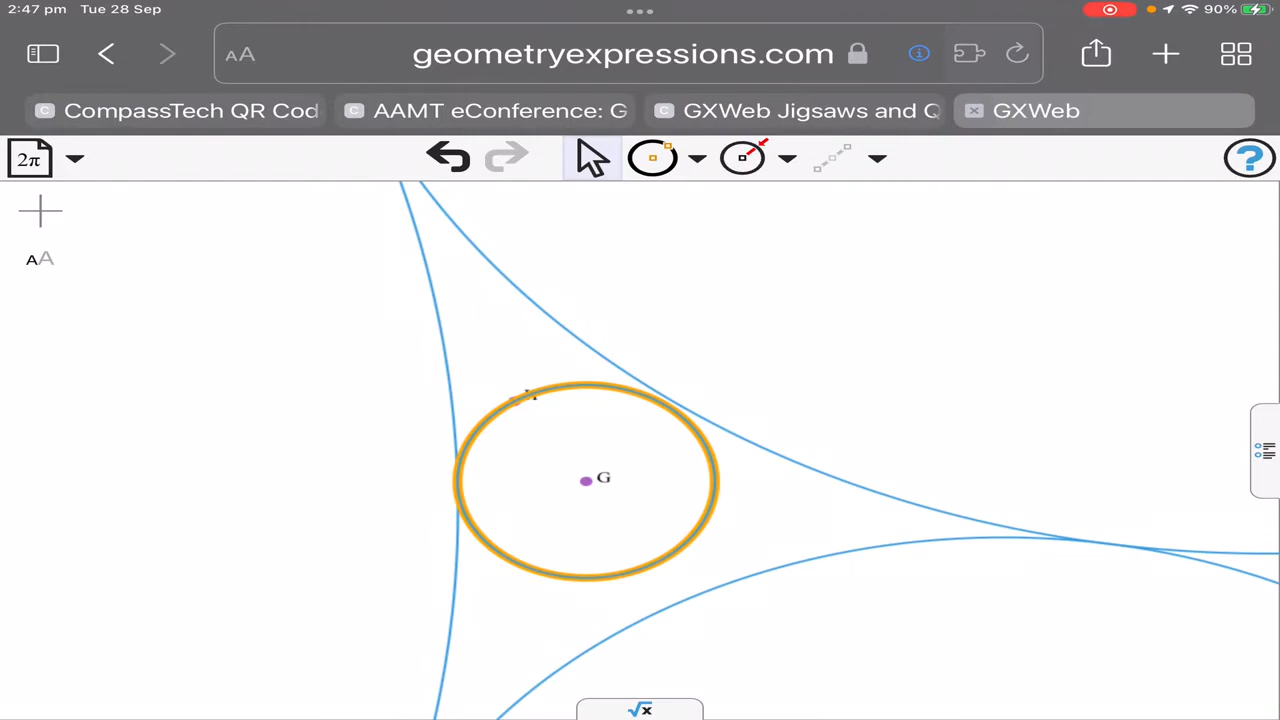 2:47 pm Tue 28 Sep
90%
AA geometryexpressions.com
CompassTech QR Cod
AAMT eConference: G
GXWeb Jigsaws and Q
GXWeb
2π
?
AA
G
√x